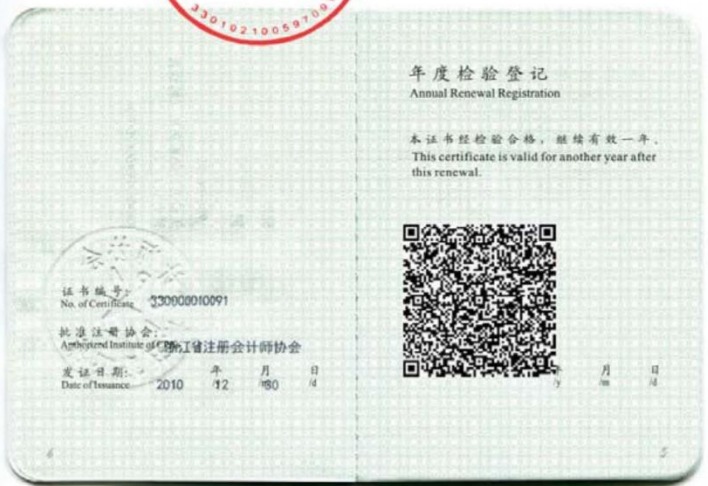 3301021005970
证书编号:
No. of Certificate
330000010091
批准注册协会:
Authorized Institute of CPAs
浙江省注册会计师协会
发证日期:
Date of Issuance
2010 年 12 月 30 日
/y /m /d
6
年度检验登记
Annual Renewal Registration
本证书经检验合格，继续有效一年。
This certificate is valid for another year after
this renewal.
年 月 日
/y /m /d
5